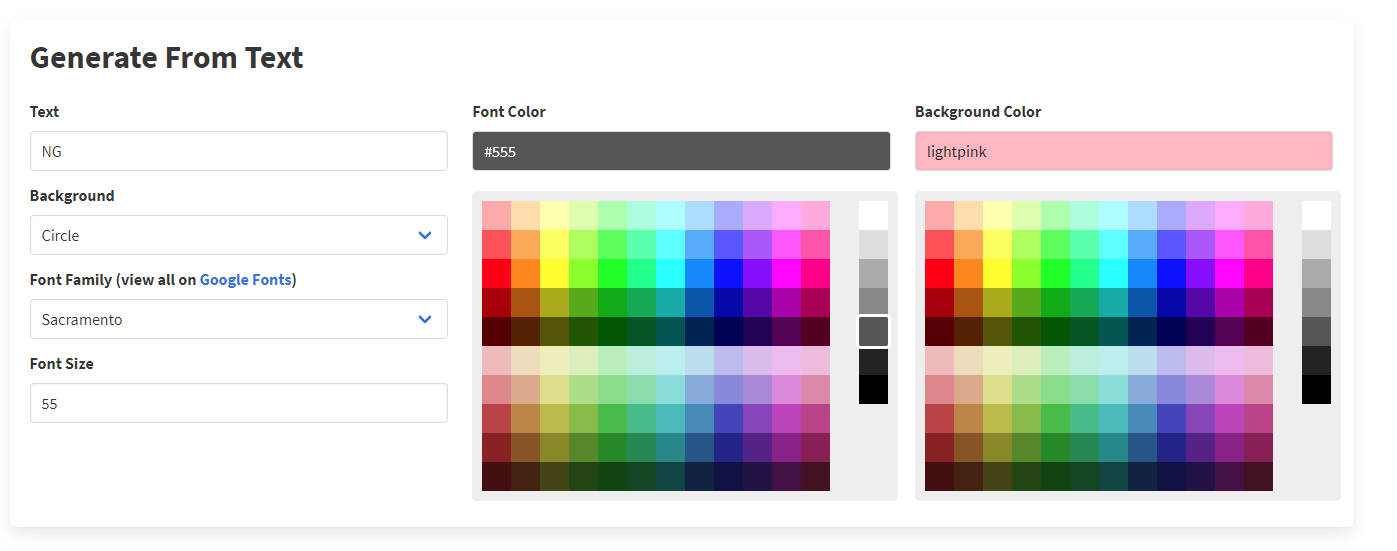 Generate From Text
Text
NG
Background
Circle
Font Family (view all on Google Fonts)
Sacramento
Font Size
55
Font Color
#555
Background Color
lightpink